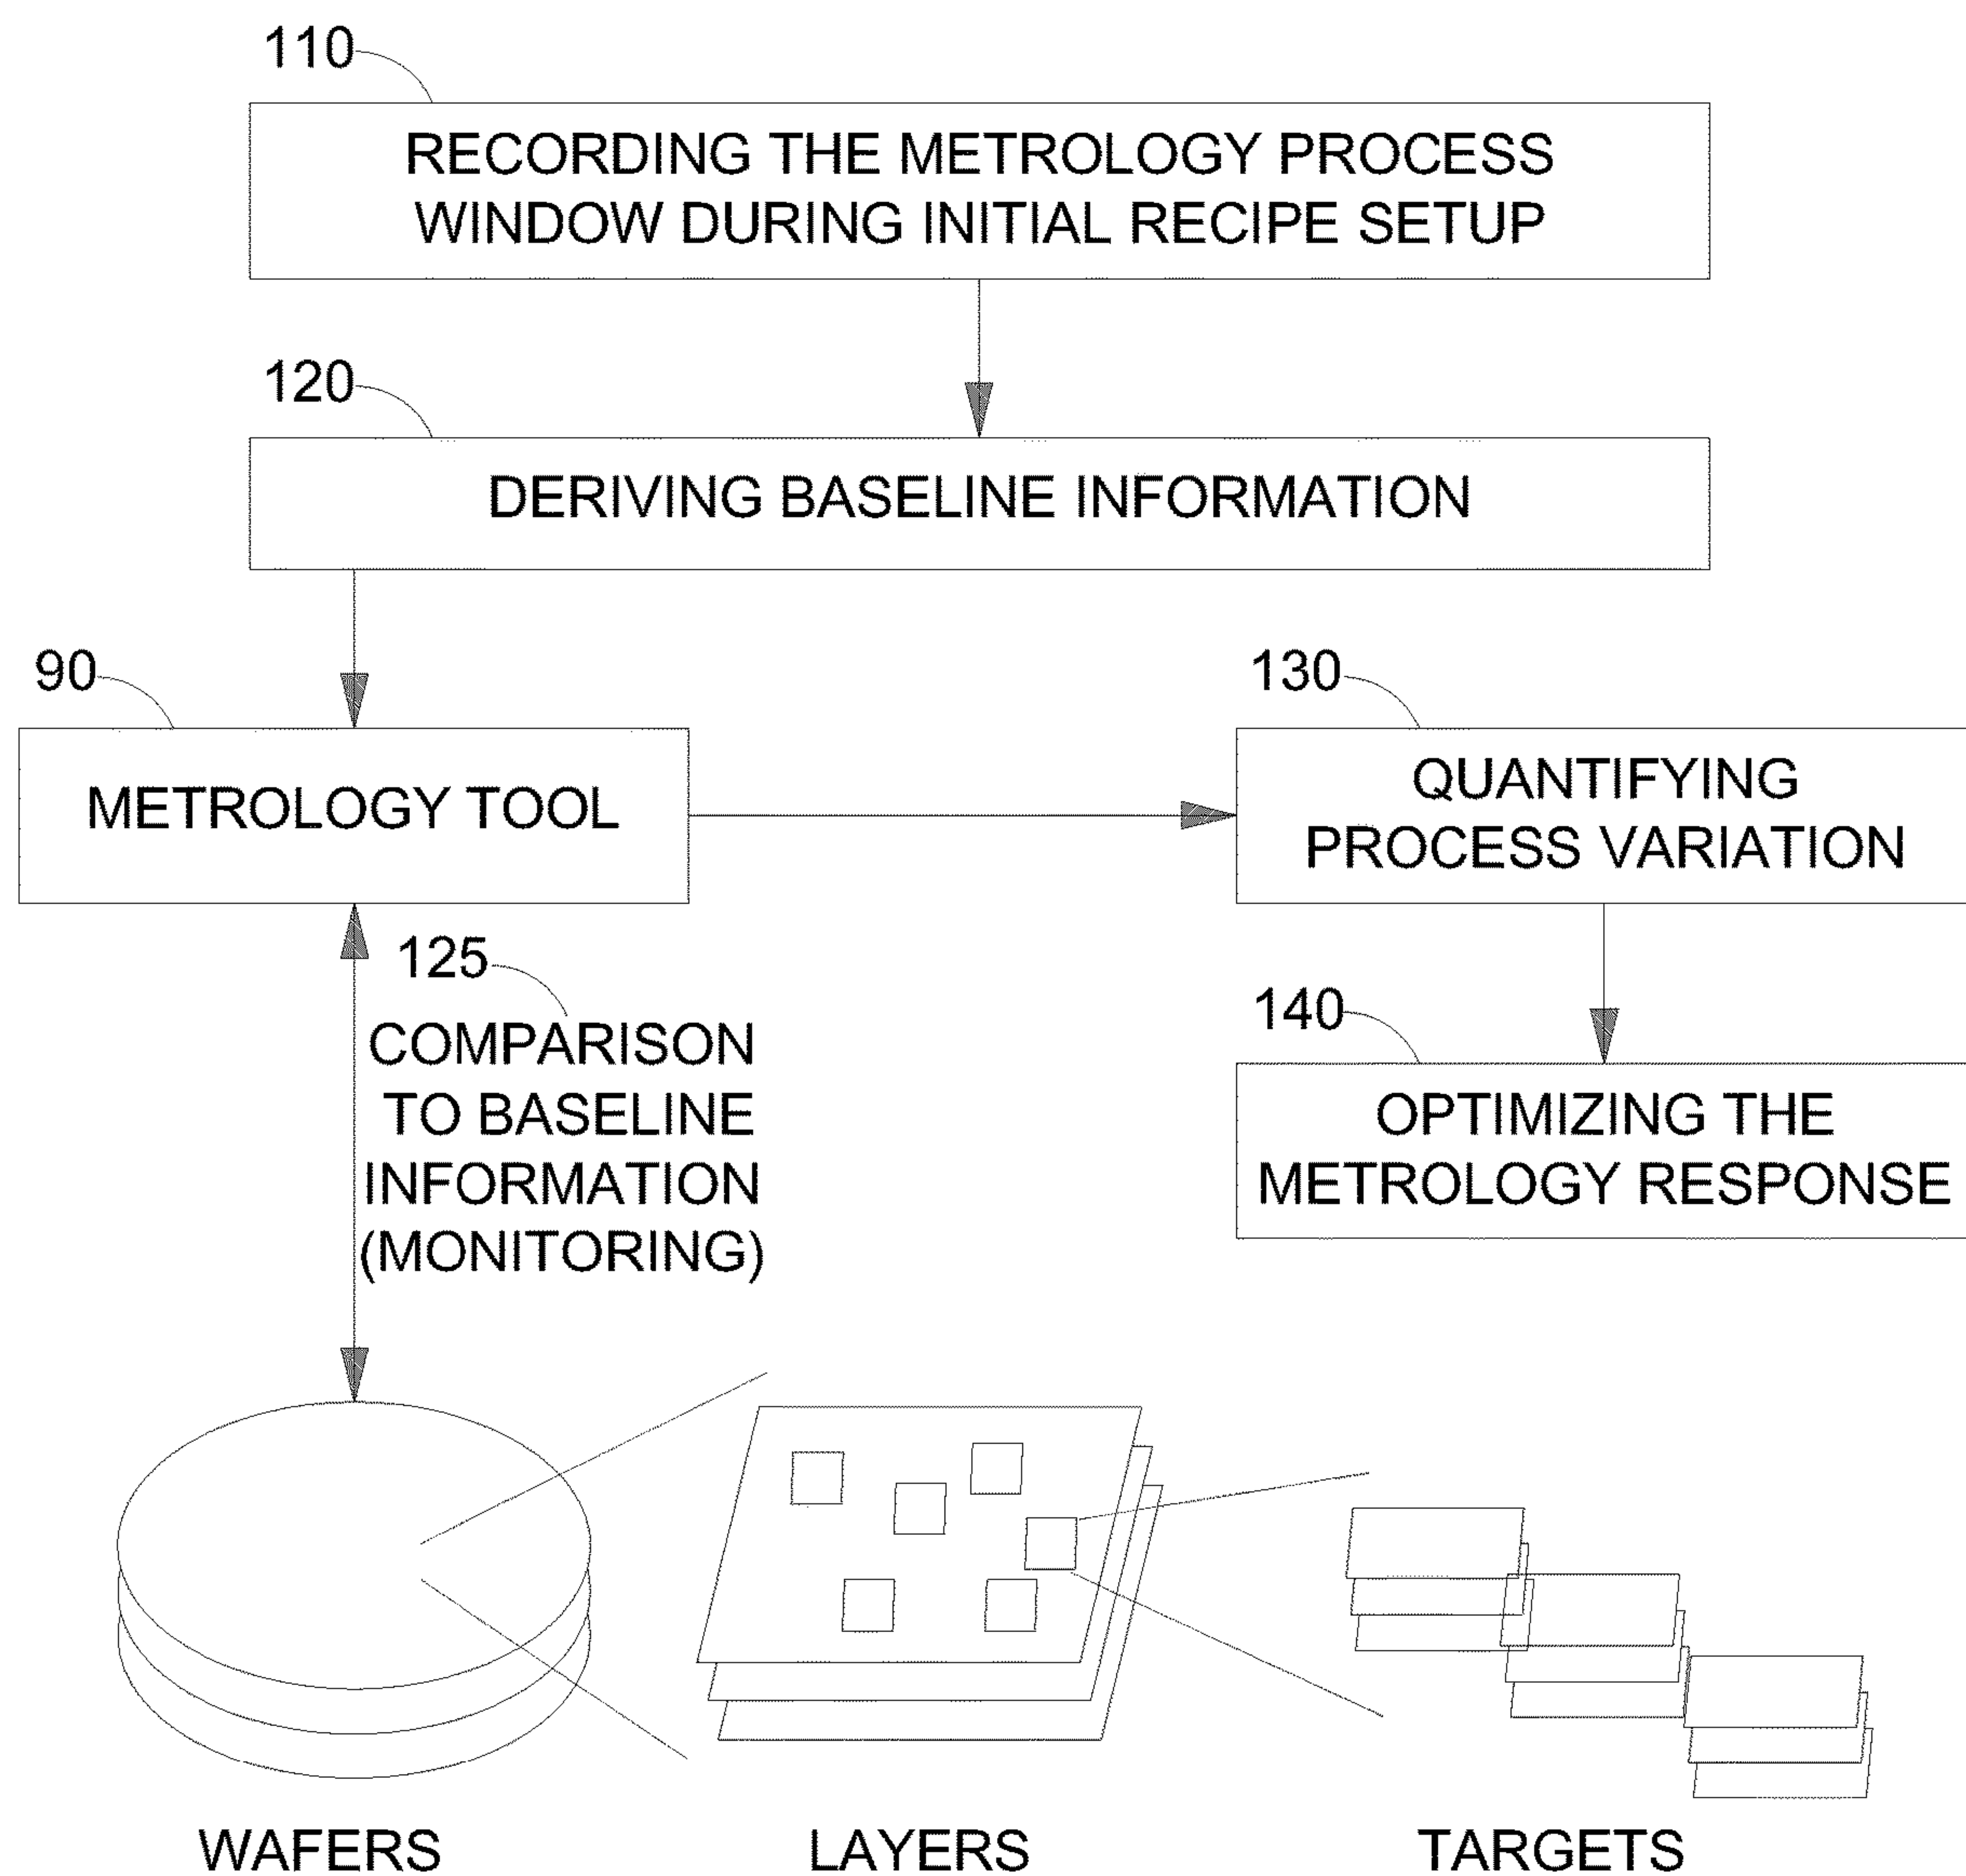 110
RECORDING THE METROLOGY PROCESS
WINDOW DURING INITIAL RECIPE SETUP
120
DERIVING BASELINE INFORMATION
90
METROLOGY TOOL
130
QUANTIFYING
PROCESS VARIATION
125
COMPARISON
TO BASELINE
INFORMATION
(MONITORING)
140
OPTIMIZING THE
METROLOGY RESPONSE
WAFERS
LAYERS
TARGETS